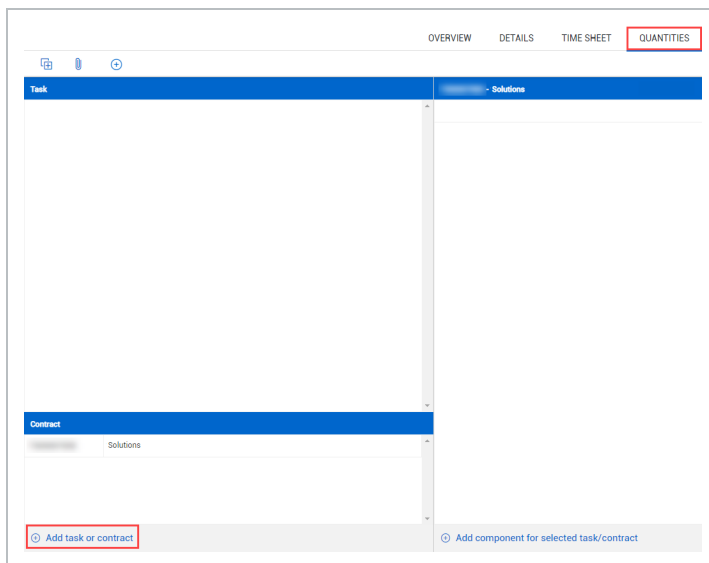 OVERVIEW DETAILS TIME SHEET QUANTITIES
Task
- Solutions
Contract
Solutions
Add task or contract
Add component for selected task/contract